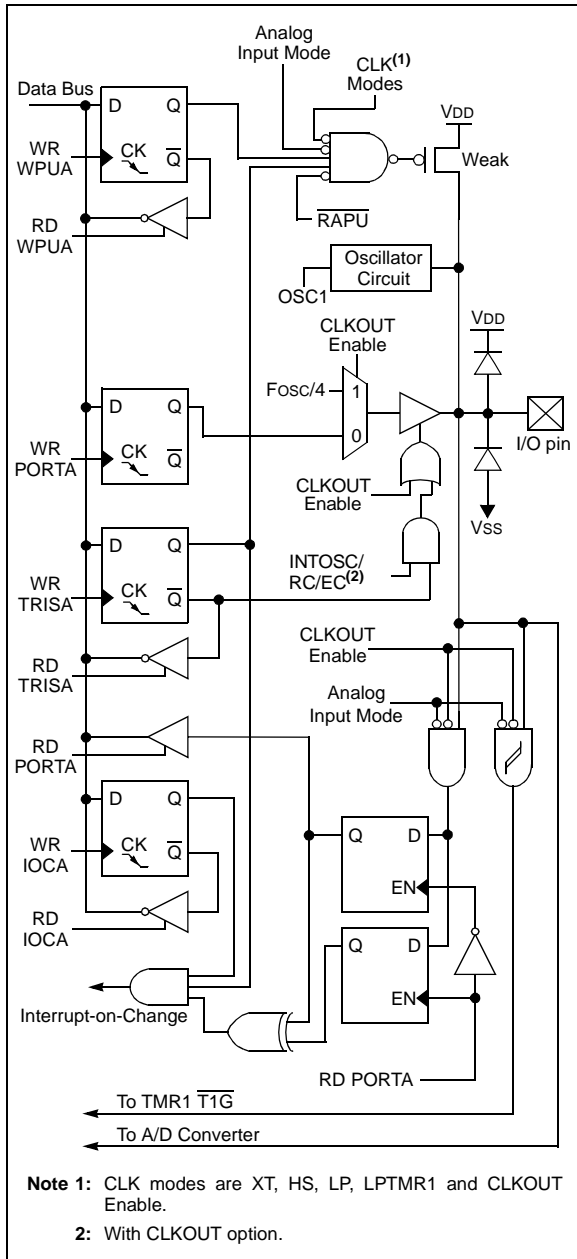 Analog
Input Mode
CLK(1)
Modes
Data Bus
D Q
VDD
WR
WPUA
CK
Q
Weak
RD
WPUA
RAPU
Oscillator
Circuit
OSC1
CLKOUT
Enable
VDD
FOSC/4
1
D Q
0
I/O pin
WR
PORTA
CK
Q
CLKOUT
Enable
VSS
D Q
INTOSC/
RC/EC(2)
WR
TRISA
CK
Q
CLKOUT
Enable
RD
TRISA
Analog
Input Mode
RD
PORTA
D Q
Q D
WR
IOCA
CK
Q
EN
RD
IOCA
Q D
EN
Interrupt-on-Change
RD PORTA
To TMR1 T1G
To A/D Converter
Note 1: CLK modes are XT, HS, LP, LPTMR1 and CLKOUT
Enable.
2: With CLKOUT option.